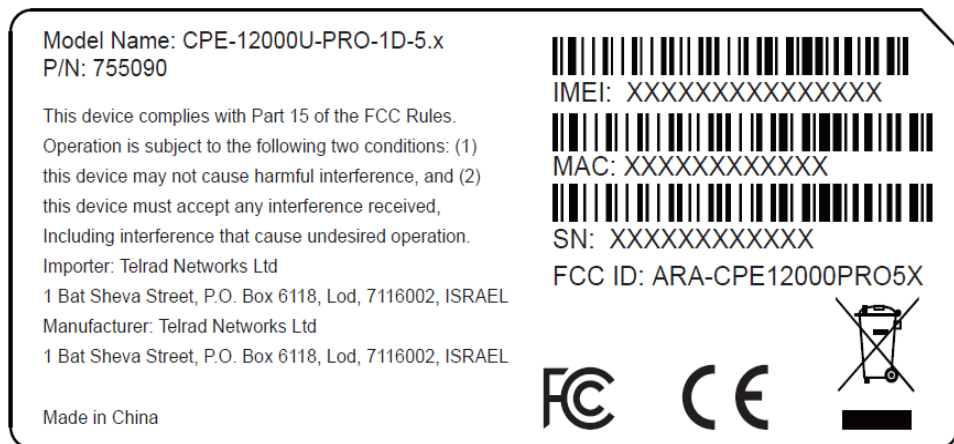 Model Name: CPE-12000U-PRO-1D-5.x
P/N: 755090
This device complies with Part 15 of the FCC Rules.
Operation is subject to the following two conditions: (1)
this device may not cause harmful interference, and (2)
this device must accept any interference received,
Including interference that cause undesired operation.
Importer: Telrad Networks Ltd
1 Bat Sheva Street, P.O. Box 6118, Lod, 7116002, ISRAEL
Manufacturer: Telrad Networks Ltd
1 Bat Sheva Street, P.O. Box 6118, Lod, 7116002, ISRAEL
Made in China
IMEI: XXXXXXXXXXXXXXX
MAC: XXXXXXXXXXXX
SN: XXXXXXXXXXXX
FCC ID: ARA-CPE12000PRO5X
FC CE